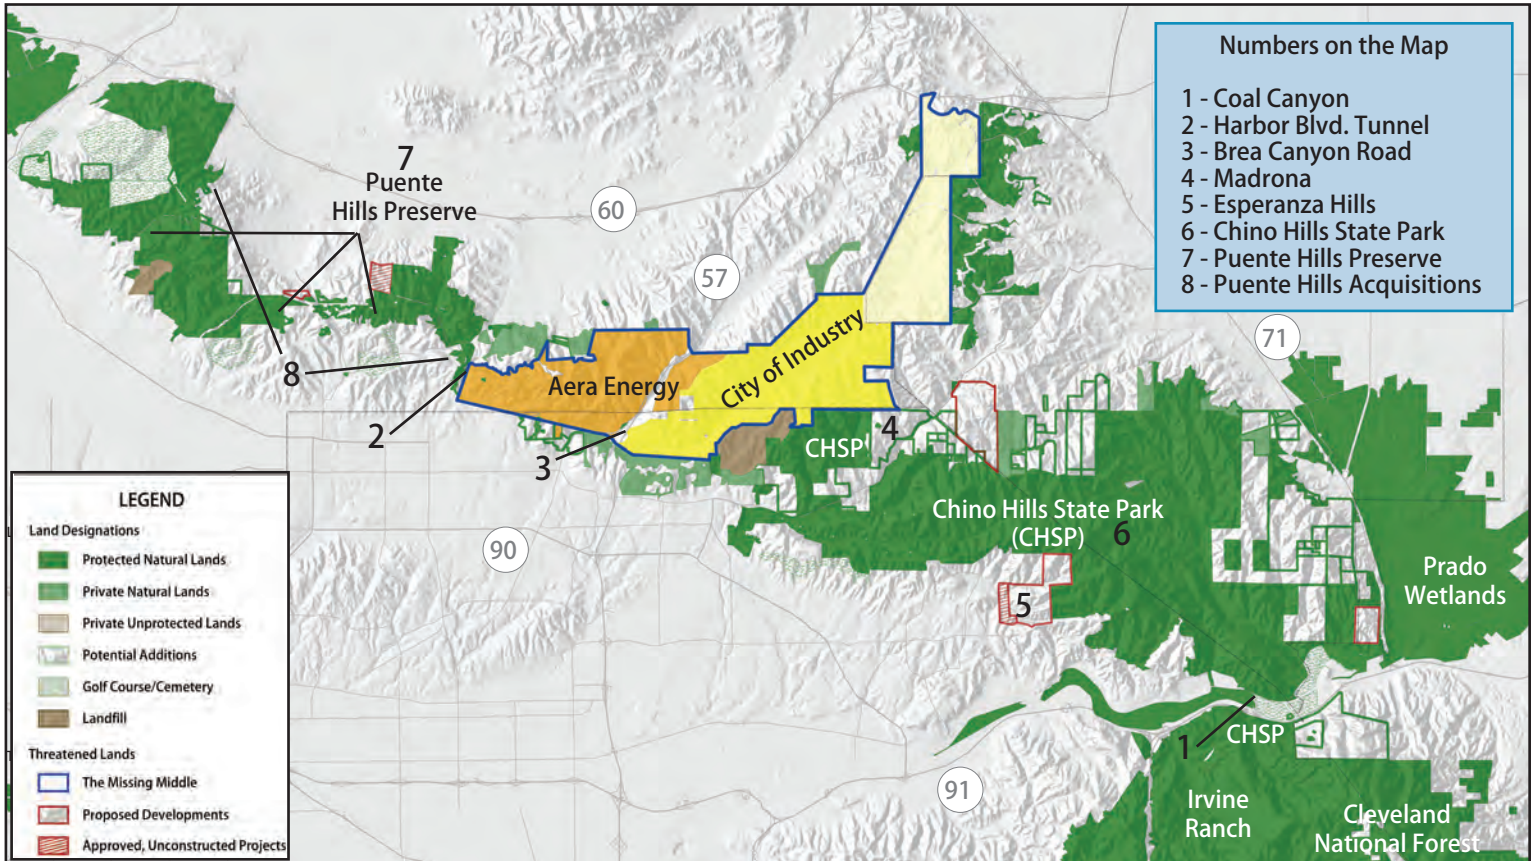 Numbers on the Map
1 - Coal Canyon
2 - Harbor Blvd. Tunnel
3 - Brea Canyon Road
4 - Madrona
5 - Esperanza Hills
6 - Chino Hills State Park
7 - Puente Hills Preserve
8 - Puente Hills Acquisitions
7
Puente
Hills Preserve
60
57
71
8
Aera Energy
City of Industry
2
3
4
CHSP
Chino Hills State Park
(CHSP)
6
90
5
Prado
Wetlands
1
CHSP
91
Irvine
Ranch
Cleveland
National Forest
LEGEND
Land Designations
Protected Natural Lands
Private Natural Lands
Private Unprotected Lands
Potential Additions
Golf Course/Cemetery
Landfill
Threatened Lands
The Missing Middle
Proposed Developments
Approved, Unconstructed Projects